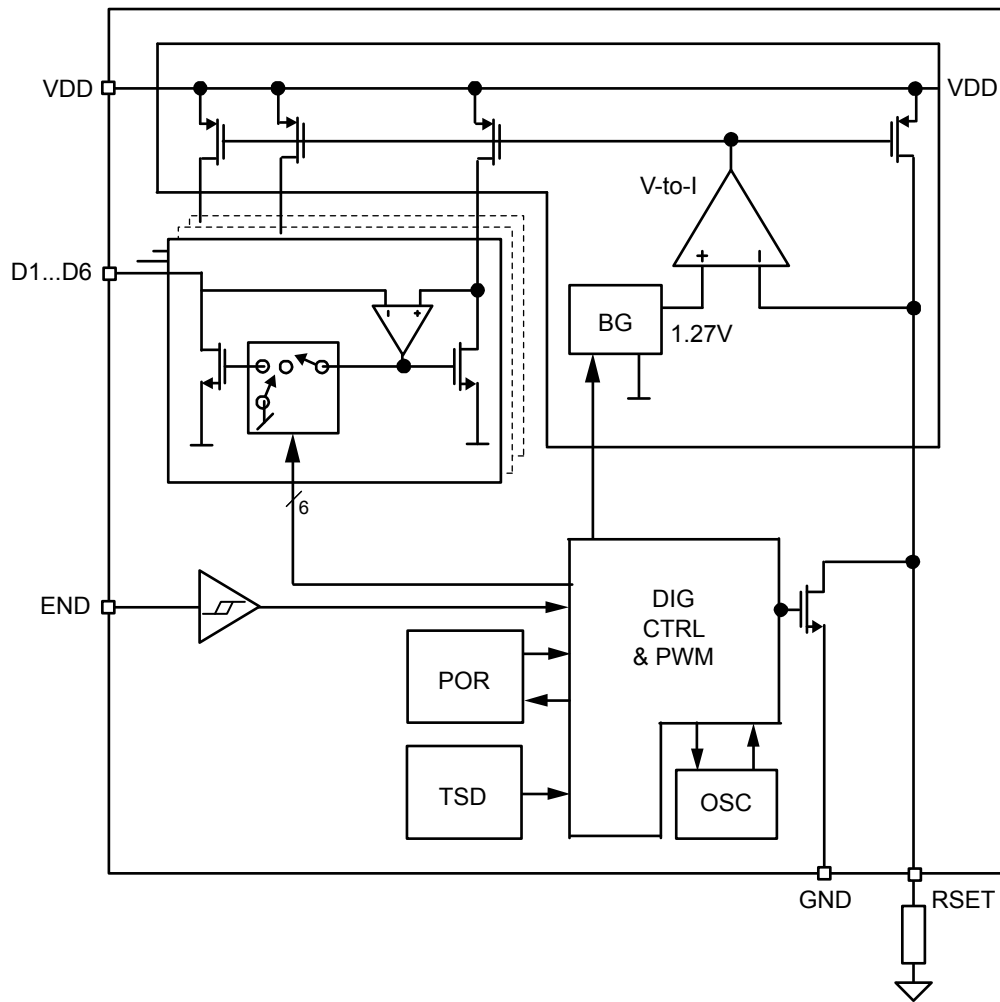 VDD
VDD
V-to-I
+
–
D1...D6
–
+
BG
1.27V
6
END
DIG
CTRL
& PWM
POR
TSD
OSC
GND
RSET